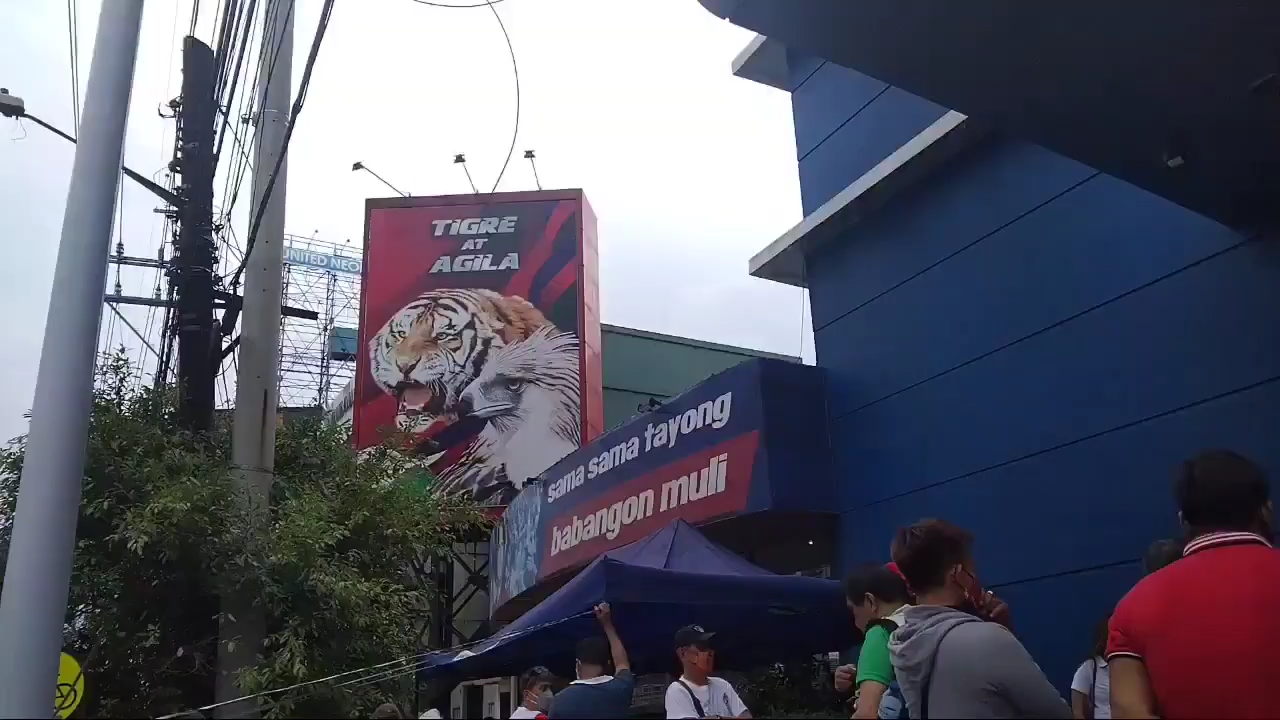 TIGRE
AT
AGILA
UNITED NEO
sama sama tayong
babangon muli